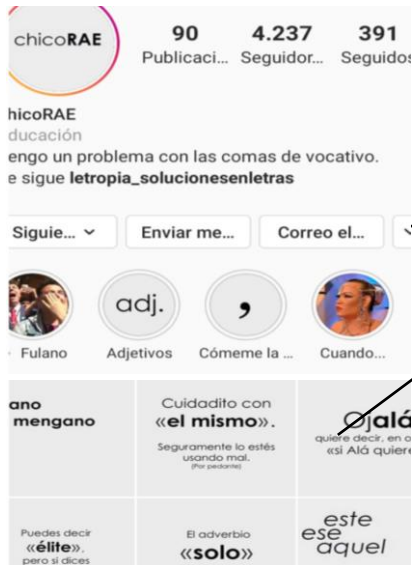 chicoRAE
90 4.237 391
Publicaci... Seguidor... Seguidos
hicoRAE
ducación
engo un problema con las comas de vocativo.
e sigue letropia_solucionesenletras
Siguie... Enviar me... Correo el...
adj. ,
Fulano Adjetivos Cómeme la ... Cuando...
ano
mengano
Cuidadito con
«el mismo».
Seguramente lo estés
usando mal.
(Por pedante)
Ojalá
quiere decir, en o
«si Alá quiere
Puedes decir
«élite».
pero si dices
El adverbio
«solo»
este
ese
aquel